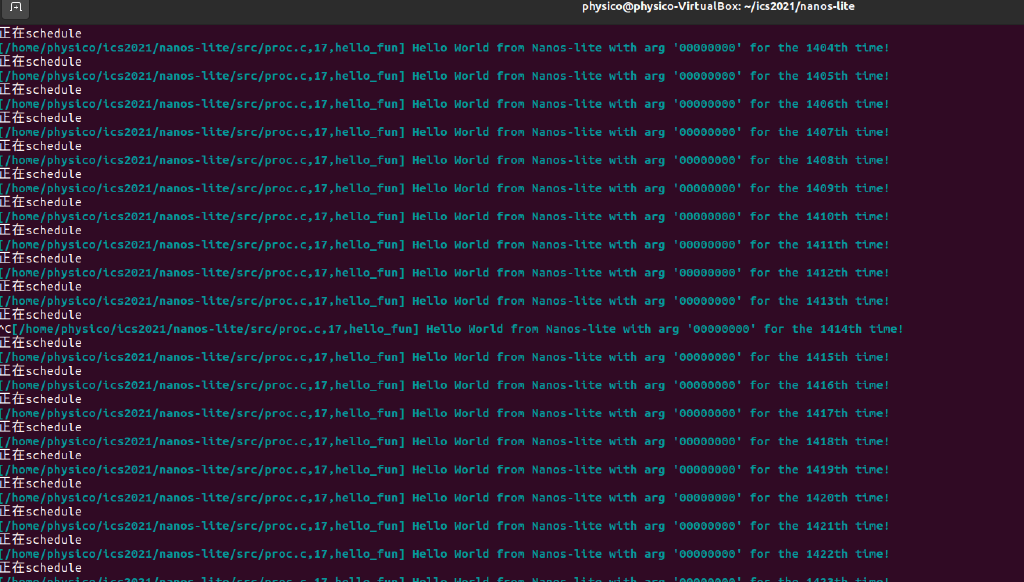 physico@physico-VirtualBox: ~/ics2021/nanos-lite
正在schedule
[/home/physico/ics2021/nanos-lite/src/proc.c,17,hello_fun] Hello World from Nanos-lite with arg '00000000' for the 1404th time!
正在schedule
[/home/physico/ics2021/nanos-lite/src/proc.c,17,hello_fun] Hello World from Nanos-lite with arg '00000000' for the 1405th time!
正在schedule
[/home/physico/ics2021/nanos-lite/src/proc.c,17,hello_fun] Hello World from Nanos-lite with arg '00000000' for the 1406th time!
正在schedule
[/home/physico/ics2021/nanos-lite/src/proc.c,17,hello_fun] Hello World from Nanos-lite with arg '00000000' for the 1407th time!
正在schedule
[/home/physico/ics2021/nanos-lite/src/proc.c,17,hello_fun] Hello World from Nanos-lite with arg '00000000' for the 1408th time!
正在schedule
[/home/physico/ics2021/nanos-lite/src/proc.c,17,hello_fun] Hello World from Nanos-lite with arg '00000000' for the 1409th time!
正在schedule
[/home/physico/ics2021/nanos-lite/src/proc.c,17,hello_fun] Hello World from Nanos-lite with arg '00000000' for the 1410th time!
正在schedule
[/home/physico/ics2021/nanos-lite/src/proc.c,17,hello_fun] Hello World from Nanos-lite with arg '00000000' for the 1411th time!
正在schedule
[/home/physico/ics2021/nanos-lite/src/proc.c,17,hello_fun] Hello World from Nanos-lite with arg '00000000' for the 1412th time!
正在schedule
[/home/physico/ics2021/nanos-lite/src/proc.c,17,hello_fun] Hello World from Nanos-lite with arg '00000000' for the 1413th time!
正在schedule
^C[/home/physico/ics2021/nanos-lite/src/proc.c,17,hello_fun] Hello World from Nanos-lite with arg '00000000' for the 1414th time!
正在schedule
[/home/physico/ics2021/nanos-lite/src/proc.c,17,hello_fun] Hello World from Nanos-lite with arg '00000000' for the 1415th time!
正在schedule
[/home/physico/ics2021/nanos-lite/src/proc.c,17,hello_fun] Hello World from Nanos-lite with arg '00000000' for the 1416th time!
正在schedule
[/home/physico/ics2021/nanos-lite/src/proc.c,17,hello_fun] Hello World from Nanos-lite with arg '00000000' for the 1417th time!
正在schedule
[/home/physico/ics2021/nanos-lite/src/proc.c,17,hello_fun] Hello World from Nanos-lite with arg '00000000' for the 1418th time!
正在schedule
[/home/physico/ics2021/nanos-lite/src/proc.c,17,hello_fun] Hello World from Nanos-lite with arg '00000000' for the 1419th time!
正在schedule
[/home/physico/ics2021/nanos-lite/src/proc.c,17,hello_fun] Hello World from Nanos-lite with arg '00000000' for the 1420th time!
正在schedule
[/home/physico/ics2021/nanos-lite/src/proc.c,17,hello_fun] Hello World from Nanos-lite with arg '00000000' for the 1421th time!
正在schedule
[/home/physico/ics2021/nanos-lite/src/proc.c,17,hello_fun] Hello World from Nanos-lite with arg '00000000' for the 1422th time!
正在schedule